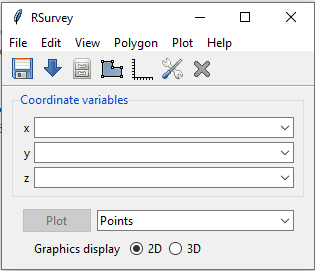 RSurvey
File Edit View Polygon Plot Help
Coordinate variables
x
y
z
Plot Points
Graphics display 2D 3D